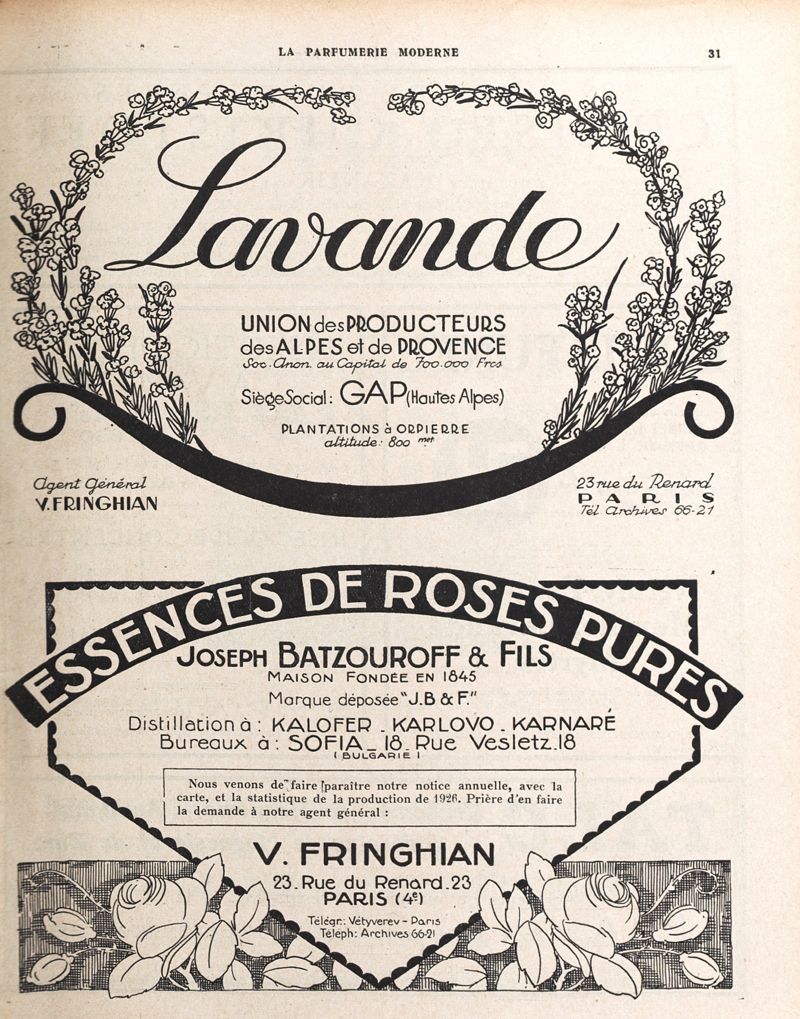 LA PARFUMERIE MODERNE
31
Lavande
UNION des PRODUCTEURS
des ALPES et de PROVENCE
Soc. Anon. au Capital de 700.000 Frcs
Siège Social: GAP (Hautes Alpes)
PLANTATIONS à ORPIERRE
altitude: 800 met
Agent Général
V. FRINGHIAN
23 rue du Renard
PARIS
Tél Archives 66-21
ESSENCES DE ROSES PURES
JOSEPH BATZOUROFF & FILS
MAISON FONDÉE EN 1845
Marque déposée "J.B & F."
Distillation à: KALOFER - KARLOVO - KARNARÉ
Bureaux à: SOFIA - 18, Rue Vesletz.18
(BULGARIE)
Nous venons de faire paraître notre notice annuelle, avec la
carte, et la statistique de la production de 1926. Prière d'en faire
la demande à notre agent général :
V. FRINGHIAN
23. Rue du Renard.23
PARIS (4e)
Télégr.: Vétyverev - Paris
Teleph: Archives 66-21